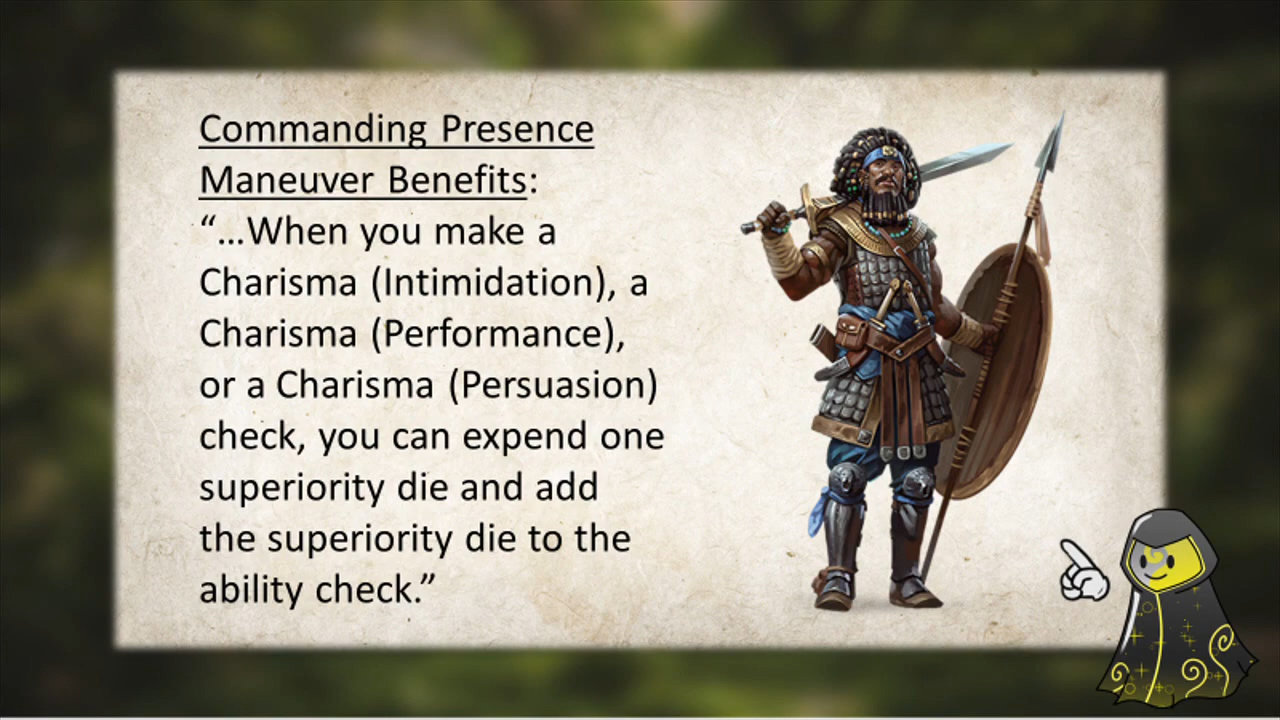 Commanding Presence
Maneuver Benefits:
“…When you make a
Charisma (Intimidation), a
Charisma (Performance),
or a Charisma (Persuasion)
check, you can expend one
superiority die and add
the superiority die to the
ability check.”